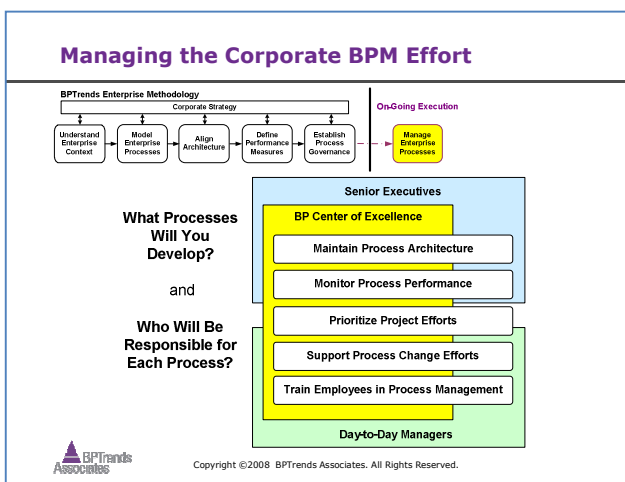 Managing the Corporate BPM Effort
BPTrends Enterprise Methodology
Corporate Strategy
On-Going Execution
Understand
Enterprise
Context
Model
Enterprise
Processes
Align
Architecture
Define
Performance
Measures
Establish
Process
Governance
Manage
Enterprise
Processes
What Processes
Will You
Develop?
and
Who Will Be
Responsible for
Each Process?
Senior Executives
BP Center of Excellence
Maintain Process Architecture
Monitor Process Performance
Prioritize Project Efforts
Support Process Change Efforts
Train Employees in Process Management
Day-to-Day Managers
BPTrends
Associates
Copyright ©2008 BPTrends Associates. All Rights Reserved.